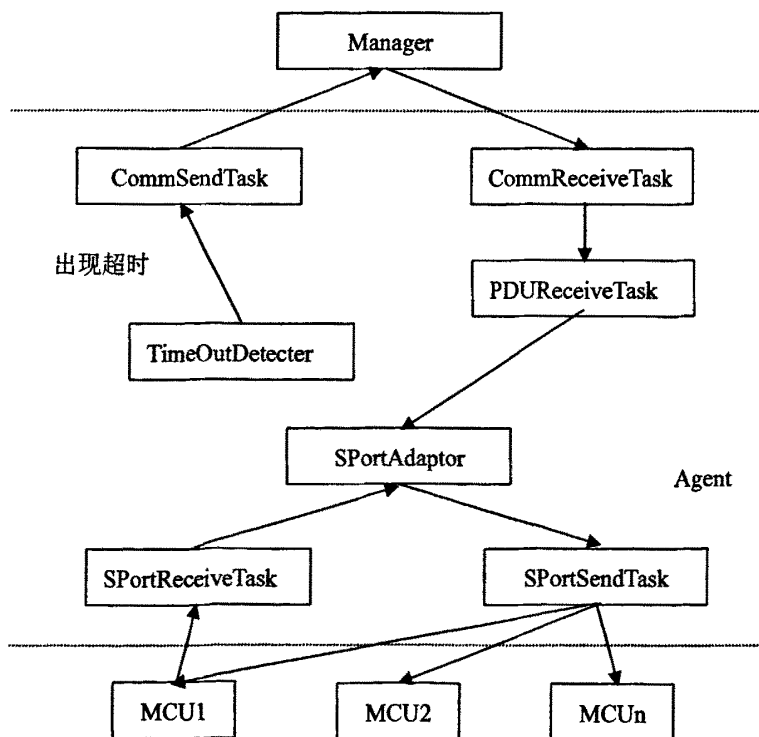 Manager
CommSendTask
CommReceiveTask
出现超时
PDUReceiveTask
TimeOutDetecter
SPortAdaptor
Agent
SPortReceiveTask
SPortSendTask
MCU1
MCU2
MCUn